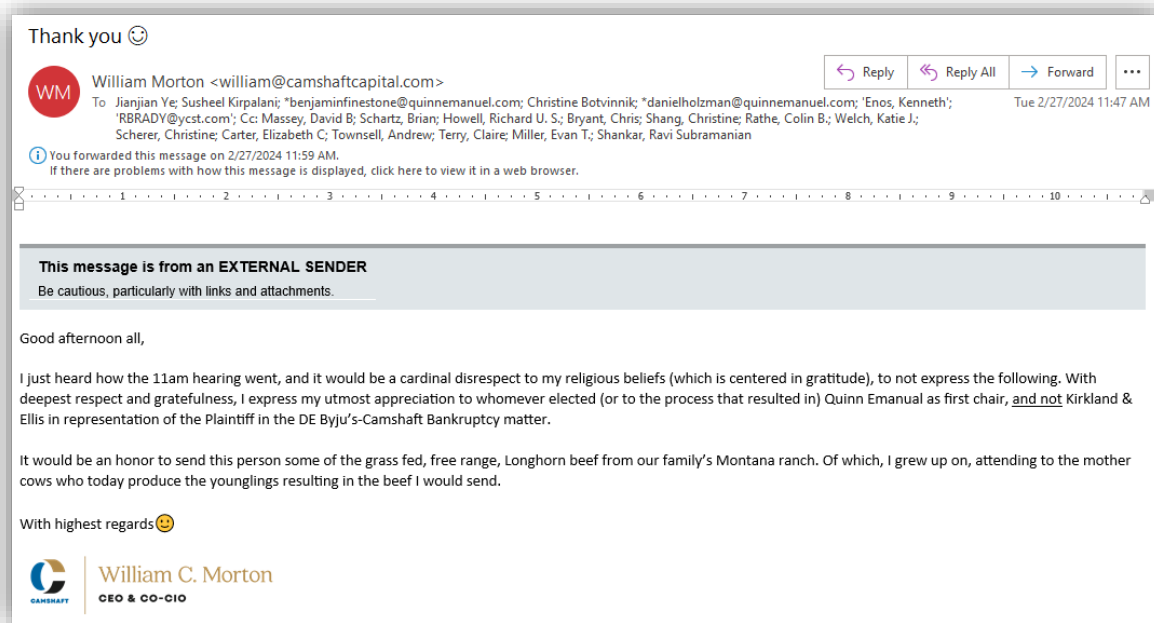 Thank you ☺
WM
William Morton <william@camshaftcapital.com>
Reply
Reply All
Forward
...
To Jianjian Ye; Susheel Kirpalani; *benjaminfinestone@quinnemanuel.com; Christine Botvinnik; *danielholzman@quinnemanuel.com; 'Enos, Kenneth';
Tue 2/27/2024 11:47 AM
'RBRADY@ycst.com'; Cc: Massey, David B; Schartz, Brian; Howell, Richard U. S.; Bryant, Chris; Shang, Christine; Rathe, Colin B.; Welch, Katie J.;
Scherer, Christine; Carter, Elizabeth C; Townsell, Andrew; Terry, Claire; Miller, Evan T.; Shankar, Ravi Subramanian
You forwarded this message on 2/27/2024 11:59 AM.
If there are problems with how this message is displayed, click here to view it in a web browser.
1 2 3 4 5 6 7 8 9 10
This message is from an EXTERNAL SENDER
Be cautious, particularly with links and attachments.
Good afternoon all,
I just heard how the 11am hearing went, and it would be a cardinal disrespect to my religious beliefs (which is centered in gratitude), to not express the following. With
deepest respect and gratefulness, I express my utmost appreciation to whomever elected (or to the process that resulted in) Quinn Emanual as first chair, and not Kirkland &
Ellis in representation of the Plaintiff in the DE Byju's-Camshaft Bankruptcy matter.
It would be an honor to send this person some of the grass fed, free range, Longhorn beef from our family's Montana ranch. Of which, I grew up on, attending to the mother
cows who today produce the younglings resulting in the beef I would send.
With highest regards🙂
CAMSHAFT
William C. Morton
CEO & CO-CIO